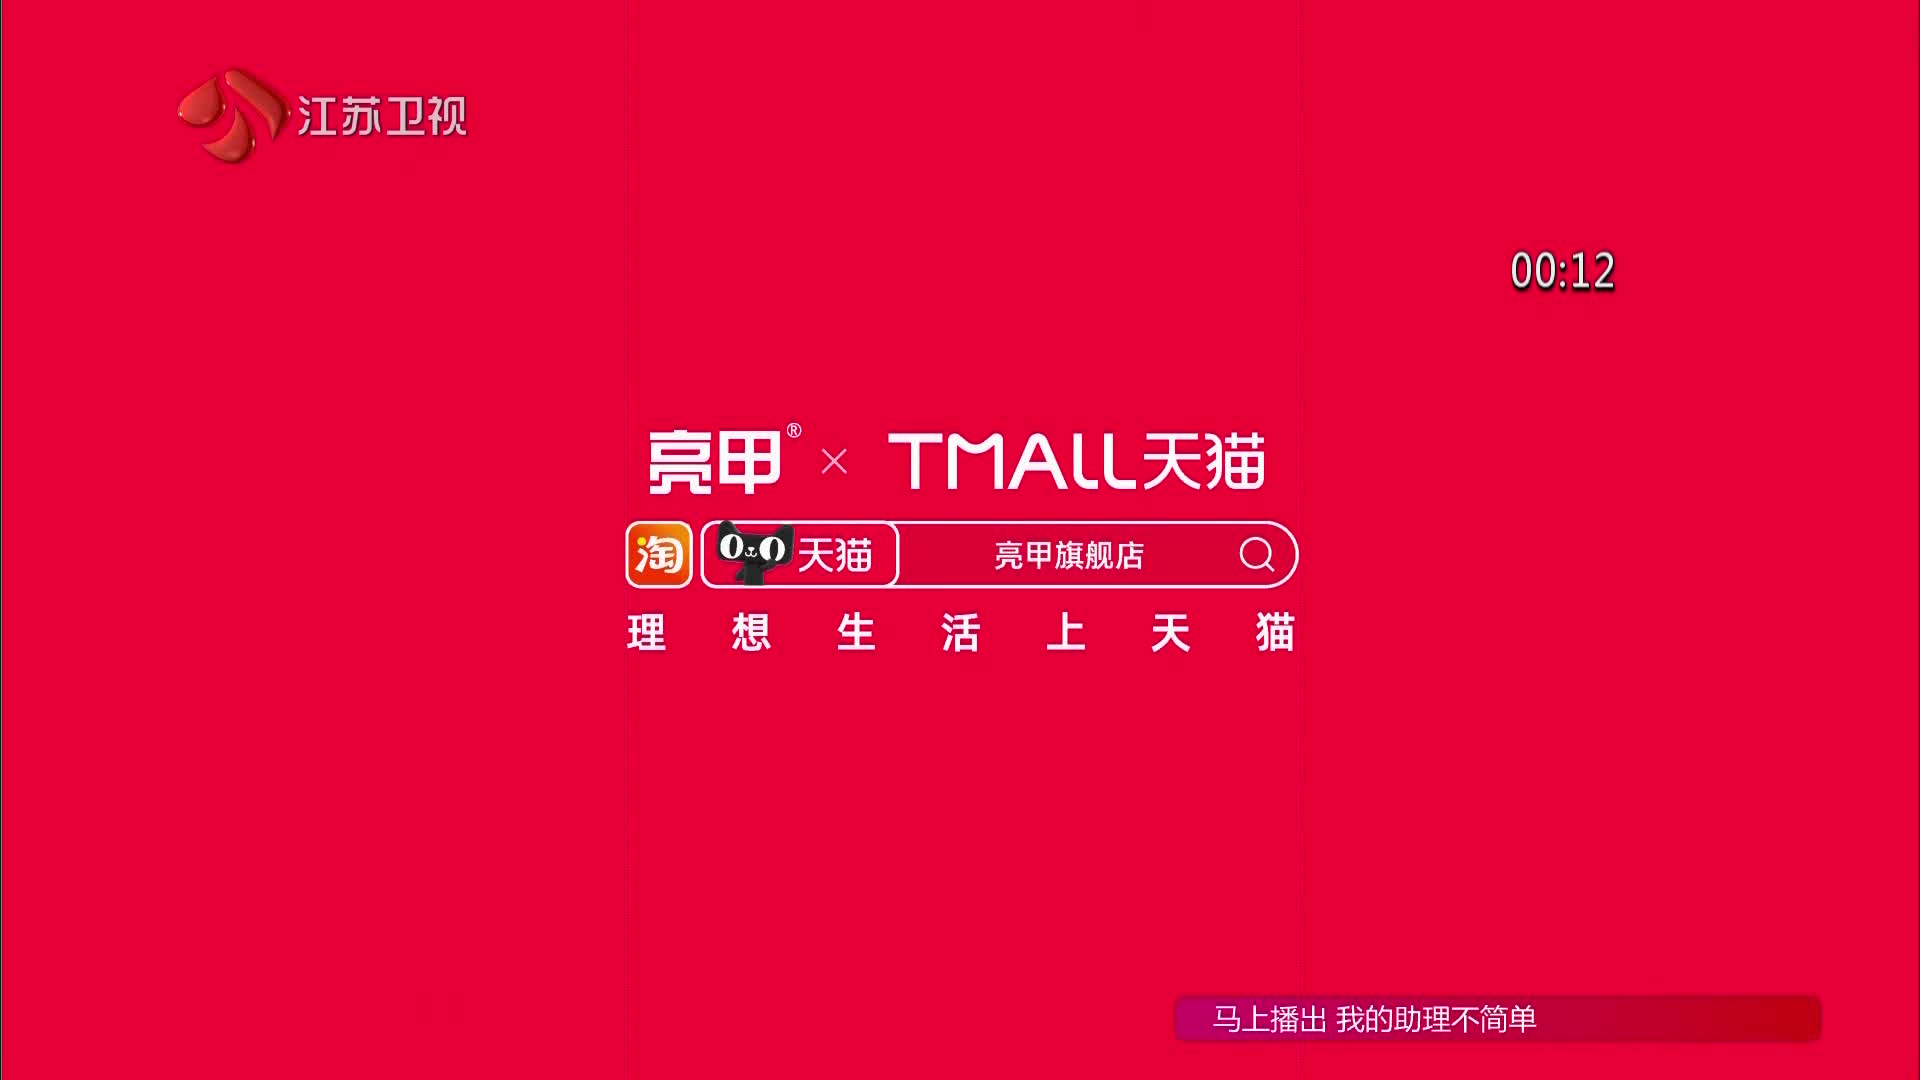 江苏卫视
00:12
亮甲® × TMALL天猫
淘 天猫 亮甲旗舰店
理想生活上天猫
马上播出 我的助理不简单